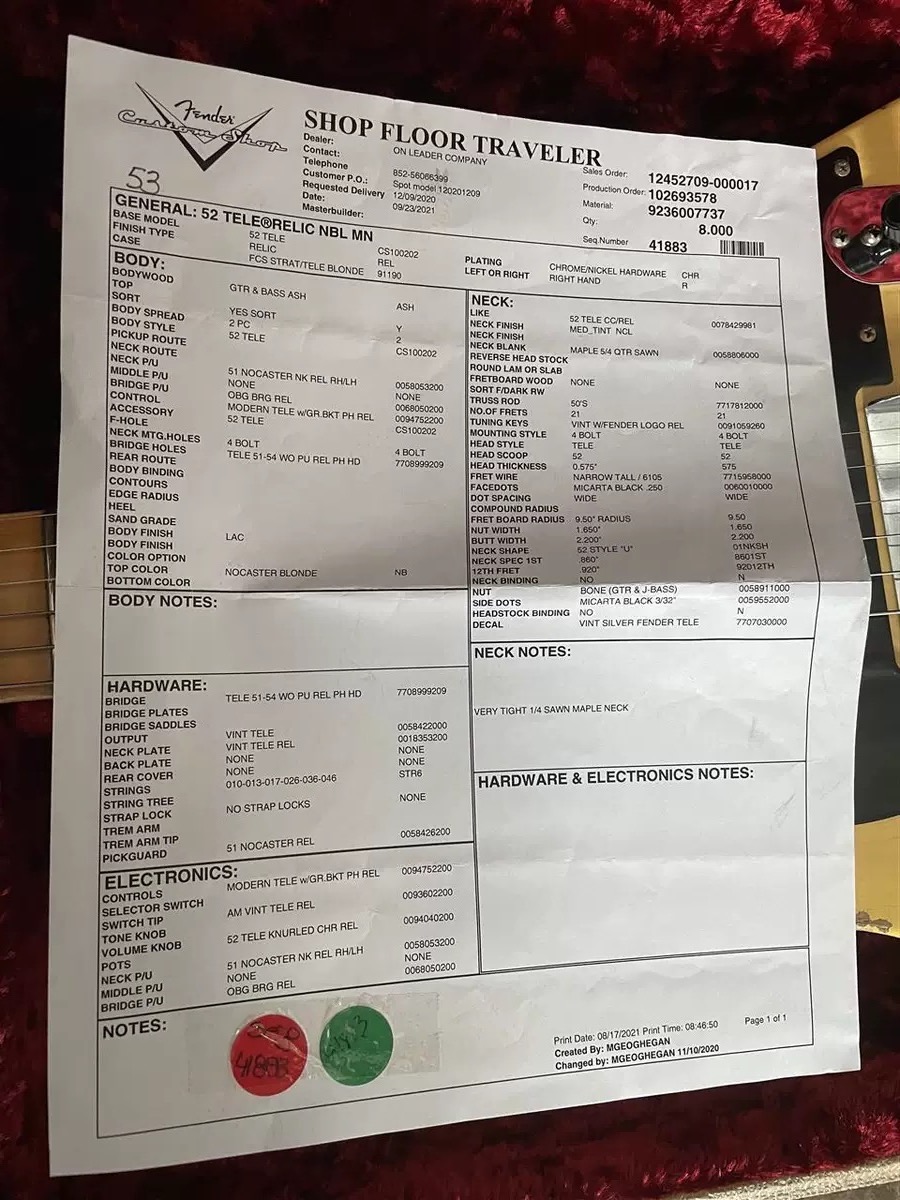 Fender
Custom Shop
SHOP FLOOR TRAVELER
53
Dealer: ON LEADER COMPANY
Contact:
Telephone 852-56066399
Customer P.O.: Spot model 120201209
Requested Delivery 12/09/2020
Date: 09/23/2021
Masterbuilder:
Sales Order: 12452709-000017
Production Order: 102693578
Material: 9236007737
Qty: 8.000
Seq.Number 41883
GENERAL: 52 TELE®RELIC NBL MN
BASE MODEL 52 TELE CS100202
FINISH TYPE RELIC REL
CASE FCS STRAT/TELE BLONDE 91190
PLATING CHROME/NICKEL HARDWARE CHR
LEFT OR RIGHT RIGHT HAND R
BODY:
BODYWOOD GTR & BASS ASH ASH
TOP
SORT YES SORT Y
BODY SPREAD 2 PC 2
BODY STYLE 52 TELE CS100202
PICKUP ROUTE
NECK ROUTE
NECK P/U 51 NOCASTER NK REL RH/LH 0058053200
MIDDLE P/U NONE NONE
BRIDGE P/U OBG BRG REL 0068050200
CONTROL MODERN TELE w/GR.BKT PH REL 0094752200
ACCESSORY 52 TELE CS100202
F-HOLE
NECK MTG.HOLES 4 BOLT 4 BOLT
BRIDGE HOLES TELE 51-54 WO PU REL PH HD 7708999209
REAR ROUTE
BODY BINDING
CONTOURS
EDGE RADIUS
HEEL
SAND GRADE
BODY FINISH LAC
BODY FINISH
COLOR OPTION
TOP COLOR NOCASTER BLONDE NB
BOTTOM COLOR
BODY NOTES:
HARDWARE:
BRIDGE TELE 51-54 WO PU REL PH HD 7708999209
BRIDGE PLATES
BRIDGE SADDLES
OUTPUT VINT TELE 0058422000
NECK PLATE VINT TELE REL 0018353200
BACK PLATE NONE NONE
REAR COVER NONE NONE
STRINGS 010-013-017-026-036-046 STR6
STRING TREE
STRAP LOCK NO STRAP LOCKS NONE
TREM ARM
TREM ARM TIP
PICKGUARD 51 NOCASTER REL 0058426200
ELECTRONICS:
CONTROLS MODERN TELE w/GR.BKT PH REL 0094752200
SELECTOR SWITCH
SWITCH TIP AM VINT TELE REL 0093602200
TONE KNOB
VOLUME KNOB 52 TELE KNURLED CHR REL 0094040200
POTS
NECK P/U 51 NOCASTER NK REL RH/LH 0058053200
MIDDLE P/U NONE NONE
BRIDGE P/U OBG BRG REL 0068050200
NECK:
LIKE 52 TELE CC/REL 0078429981
NECK FINISH MED_TINT NCL
NECK FINISH
NECK BLANK MAPLE 5/4 QTR SAWN 0058806000
REVERSE HEAD STOCK
ROUND LAM OR SLAB
FRETBOARD WOOD NONE NONE
SORT F/DARK RW
TRUSS ROD 50'S 7717812000
NO.OF FRETS 21 21
TUNING KEYS VINT W/FENDER LOGO REL 0091059260
MOUNTING STYLE 4 BOLT 4 BOLT
HEAD STYLE TELE TELE
HEAD SCOOP 52 52
HEAD THICKNESS 0.575" 575
FRET WIRE NARROW TALL / 6105 7715958000
FACEDOTS MICARTA BLACK .250 0060010000
DOT SPACING WIDE WIDE
COMPOUND RADIUS
FRET BOARD RADIUS 9.50" RADIUS 9.50
NUT WIDTH 1.650" 1.650
BUTT WIDTH 2.200" 2.200
NECK SHAPE 52 STYLE "U" 01NKSH
NECK SPEC 1ST .860" 8601ST
12TH FRET .920" 92012TH
NECK BINDING NO N
NUT BONE (GTR & J-BASS) 0058911000
SIDE DOTS MICARTA BLACK 3/32" 0059552000
HEADSTOCK BINDING NO N
DECAL VINT SILVER FENDER TELE 7707030000
NECK NOTES:
VERY TIGHT 1/4 SAWN MAPLE NECK
HARDWARE & ELECTRONICS NOTES:
NOTES:
41883
Print Date: 08/17/2021 Print Time: 08:46:50 Page 1 of 1
Created By: MGEOGHEGAN
Changed by: MGEOGHEGAN 11/10/2020